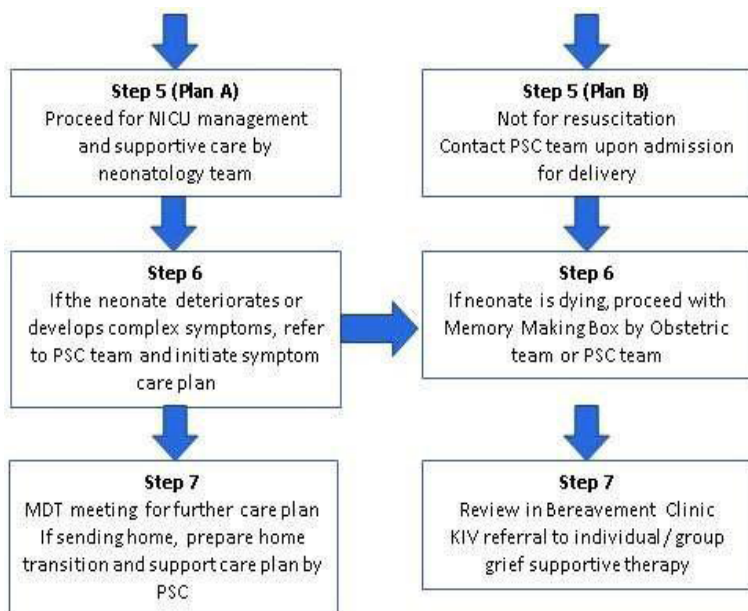 Step 5 (Plan A)
Proceed for NICU management
and supportive care by
neonatology team
Step 5 (Plan B)
Not for resuscitation
Contact PSC team upon admission
for delivery
Step 6
If the neonate deteriorates or
develops complex symptoms, refer
to PSC team and initiate symptom
care plan
Step 6
If neonate is dying, proceed with
Memory Making Box by Obstetric
team or PSC team
Step 7
MDT meeting for further care plan
If sending home, prepare home
transition and support care plan by
PSC
Step 7
Review in Bereavement Clinic
KIV referral to individual/ group
grief supportive therapy